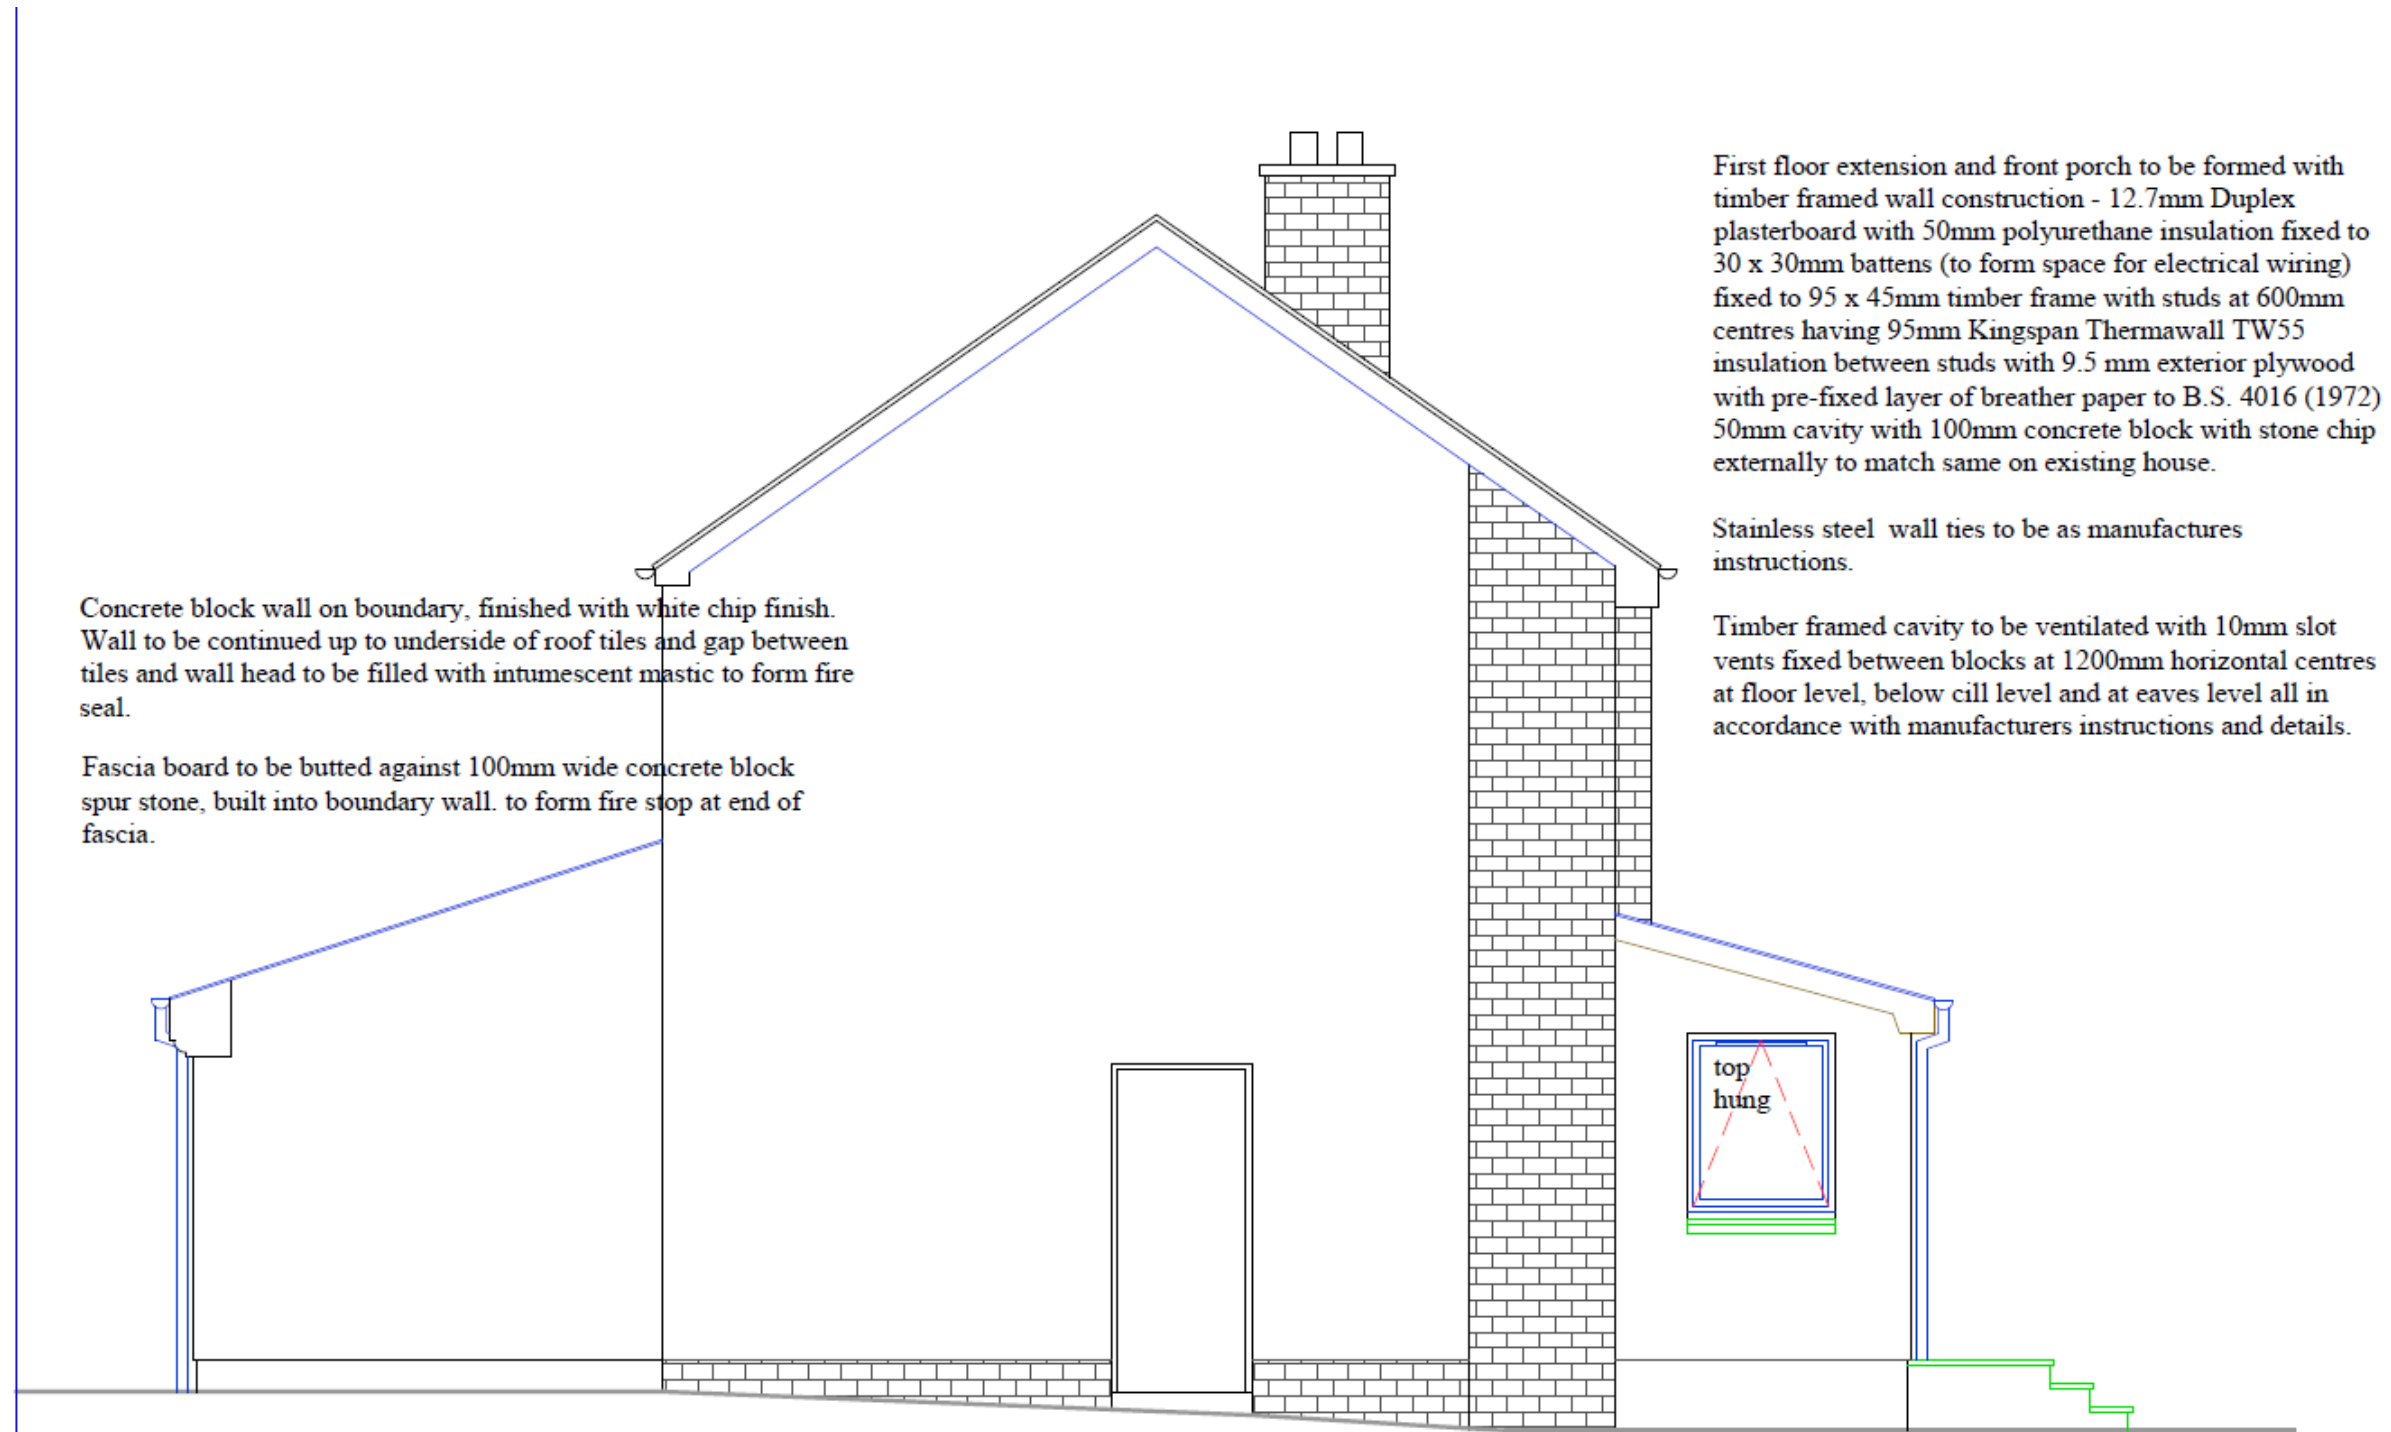 First floor extension and front porch to be formed with
timber framed wall construction - 12.7mm Duplex
plasterboard with 50mm polyurethane insulation fixed to
30 x 30mm battens (to form space for electrical wiring)
fixed to 95 x 45mm timber frame with studs at 600mm
centres having 95mm Kingspan Thermawall TW55
insulation between studs with 9.5 mm exterior plywood
with pre-fixed layer of breather paper to B.S. 4016 (1972)
50mm cavity with 100mm concrete block with stone chip
externally to match same on existing house.
Stainless steel wall ties to be as manufactures
instructions.
Timber framed cavity to be ventilated with 10mm slot
vents fixed between blocks at 1200mm horizontal centres
at floor level, below cill level and at eaves level all in
accordance with manufacturers instructions and details.
Concrete block wall on boundary, finished with white chip finish.
Wall to be continued up to underside of roof tiles and gap between
tiles and wall head to be filled with intumescent mastic to form fire
seal.
Fascia board to be butted against 100mm wide concrete block
spur stone, built into boundary wall. to form fire stop at end of
fascia.
top
hung